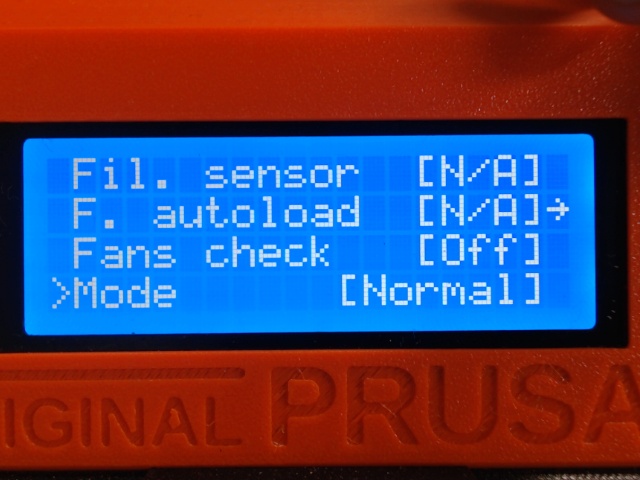 Fil. sensor [N/A]
F. autoload [N/A]→
Fans check [Off]
>Mode [Normal]
IGINAL PRUSA